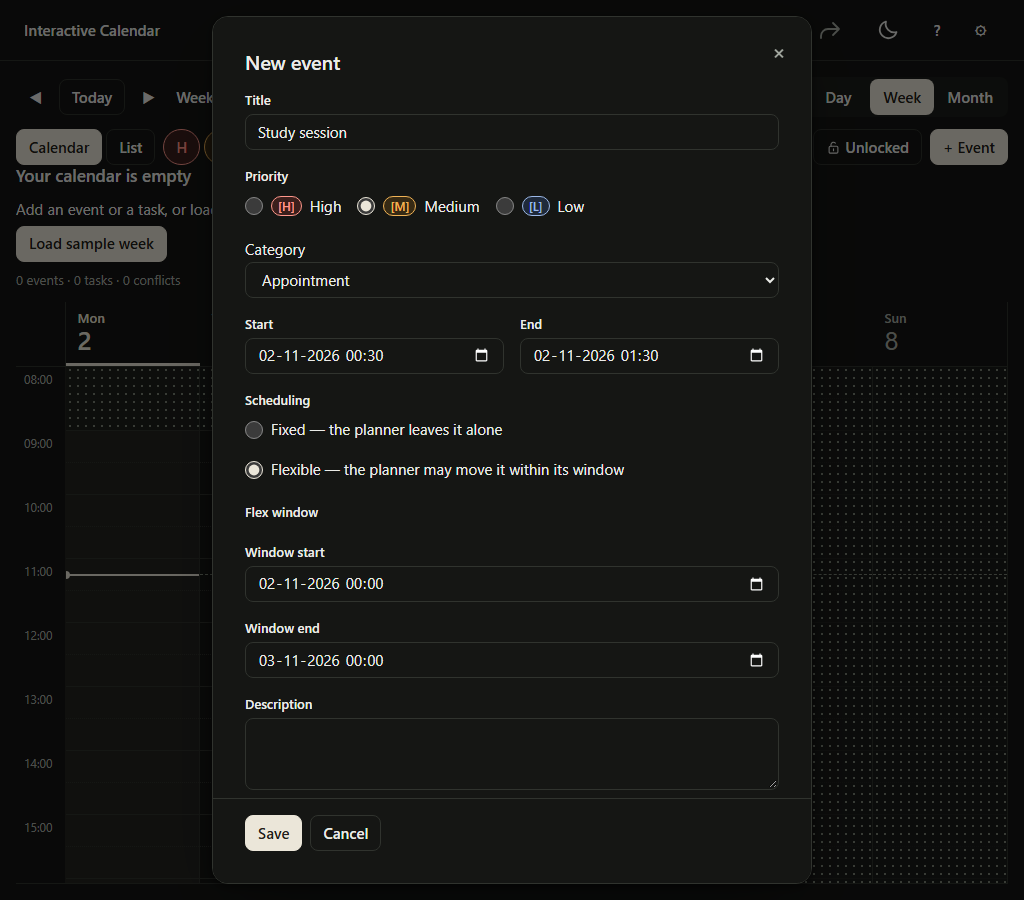 Interactive Calendar
?
Today
Week
Day
Week
Month
Calendar
List
H
Unlocked
+ Event
Your calendar is empty
Add an event or a task, or loa
Load sample week
0 events · 0 tasks · 0 conflicts
Mon
2
Sun
8
08:00
09:00
10:00
11:00
12:00
13:00
14:00
15:00
New event
Title
Study session
Priority
[H] High
[M] Medium
[L] Low
Category
Appointment
Start
End
02-11-2026 00:30
02-11-2026 01:30
Scheduling
Fixed — the planner leaves it alone
Flexible — the planner may move it within its window
Flex window
Window start
02-11-2026 00:00
Window end
03-11-2026 00:00
Description
Save
Cancel